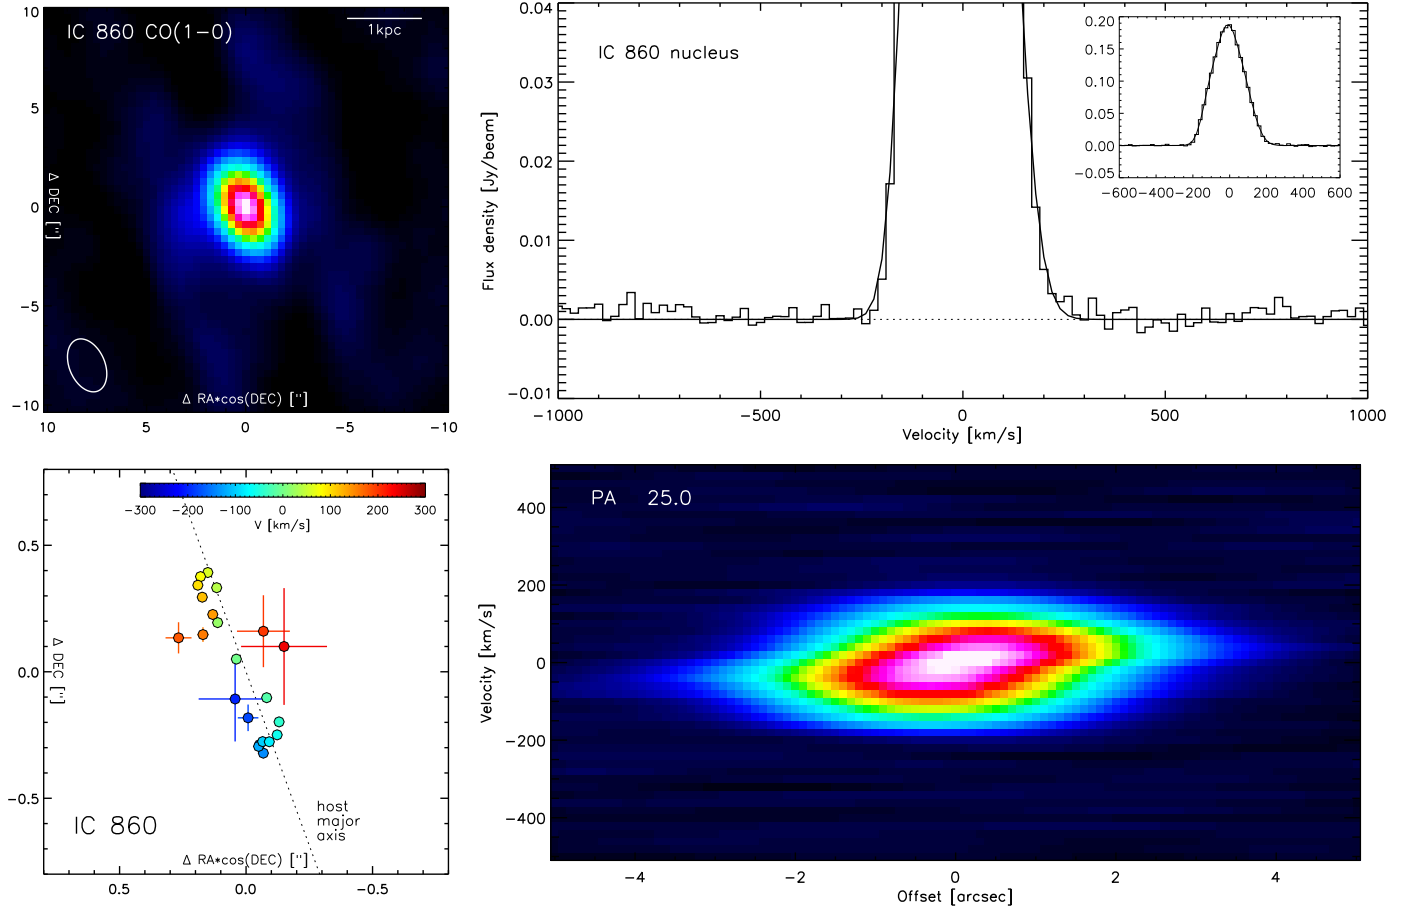 IC 860 CO(1−0)
1kpc
10
5
0
−5
−10
Δ DEC ["]
Δ RA*cos(DEC) ["]
10 5 0 −5 −10
IC 860 nucleus
Flux density [Jy/beam]
0.04
0.03
0.02
0.01
0.00
−0.01
−1000 −500 0 500 1000
Velocity [km/s]
0.20
0.15
0.10
0.05
0.00
−0.05
−600 −400 −200 0 200 400 600
−300 −200 −100 0 100 200 300
V [km/s]
0.5
0.0
−0.5
Δ DEC ["]
IC 860
host
major
axis
Δ RA*cos(DEC) ["]
0.5 0.0 −0.5
PA 25.0
Velocity [km/s]
400
200
0
−200
−400
−4 −2 0 2 4
Offset [arcsec]